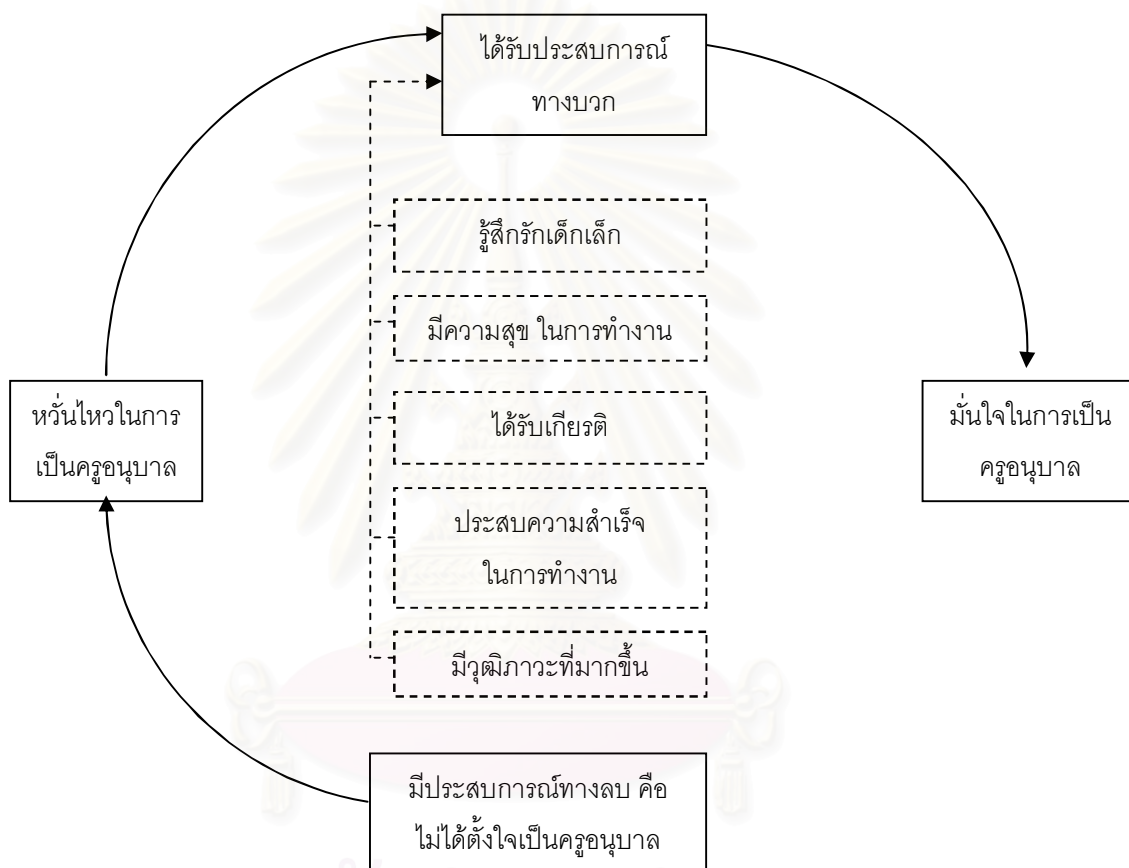 ได้รับประสบการณ์
ทางบวก
รู้สึกรักเด็กเล็ก
มีความสุข ในการทำงาน
หวั่นไหวในการ
เป็นครูอนุบาล
ได้รับเกียรติ
มั่นใจในการเป็น
ครูอนุบาล
ประสบความสำเร็จ
ในการทำงาน
มีวุฒิภาวะที่มากขึ้น
มีประสบการณ์ทางลบ คือ
ไม่ได้ตั้งใจเป็นครูอนุบาล